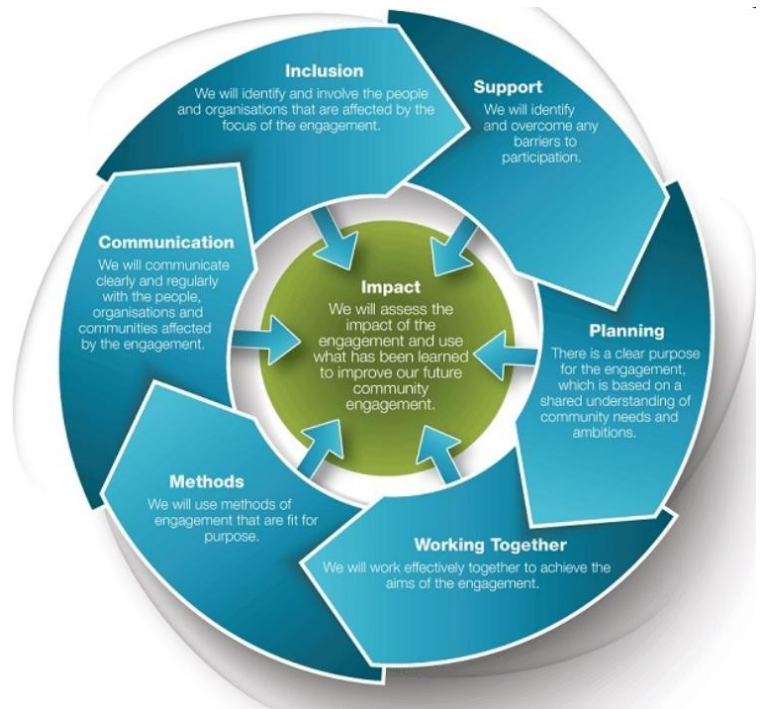 Inclusion
We will identify and involve the people
and organisations that are affected by the
focus of the engagement.
Support
We will identify
and overcome any
barriers to
participation.
Planning
There is a clear purpose
for the engagement,
which is based on a
shared understanding of
community needs and
ambitions.
Working Together
We will work effectively together to achieve the
aims of the engagement.
Methods
We will use methods of
engagement that are fit for
purpose.
Communication
We will communicate
clearly and regularly
with the people,
organisations and
communities affected
by the engagement.
Impact
We will assess the
impact of the
engagement and use
what has been learned
to improve our future
community
engagement.